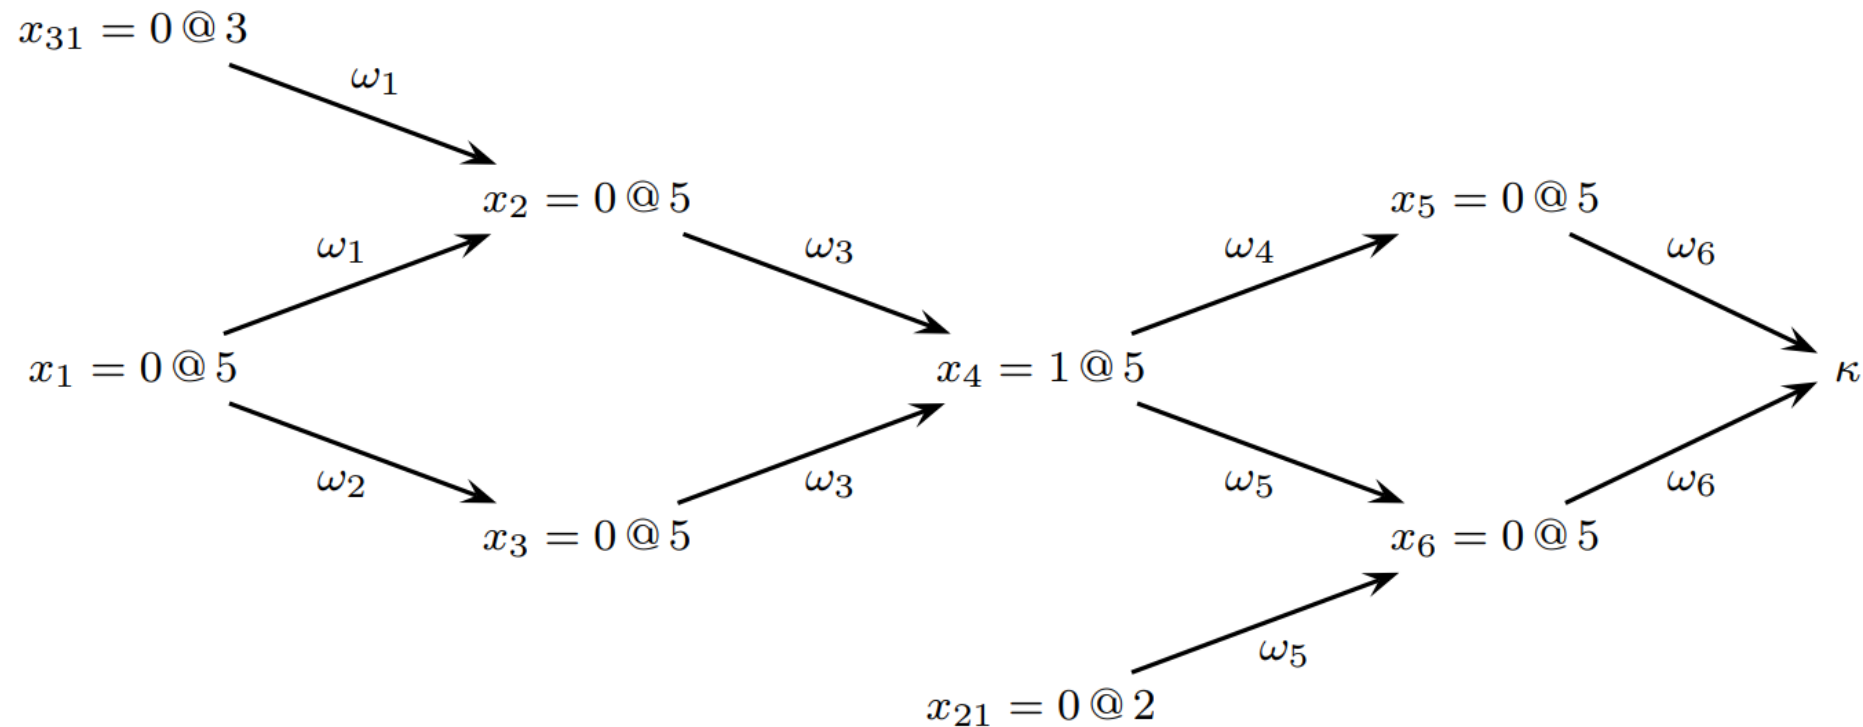 x₃₁ = 0 @ 3
ω₁
x₂ = 0 @ 5
x₅ = 0 @ 5
ω₁
ω₃
ω₄
ω₆
x₁ = 0 @ 5
x₄ = 1 @ 5
κ
ω₂
ω₃
ω₅
ω₆
x₃ = 0 @ 5
x₆ = 0 @ 5
ω₅
x₂₁ = 0 @ 2